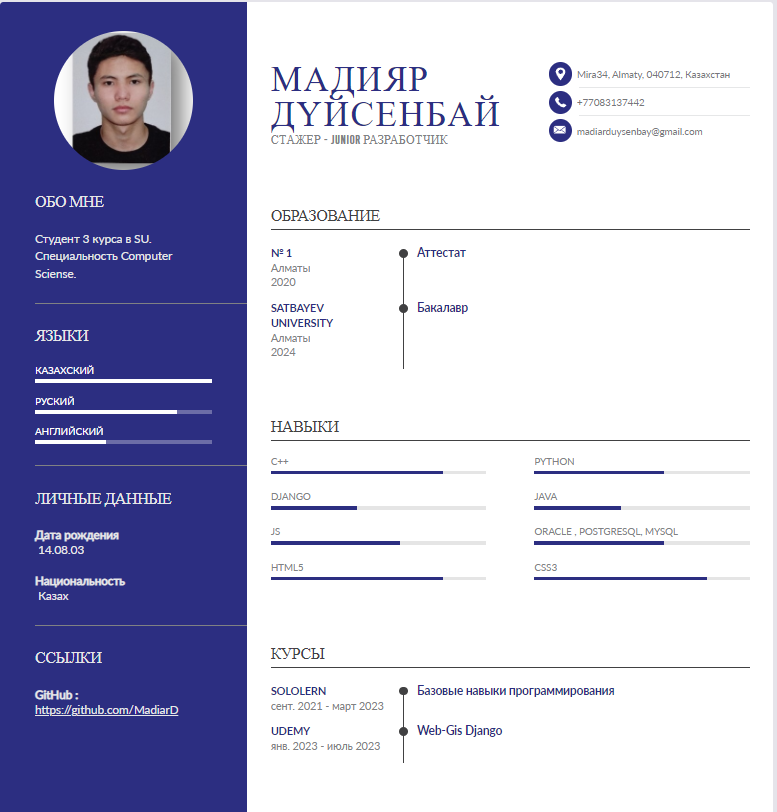 МАДИЯР
ДҮЙСЕНБАЙ
СТАЖЕР - JUNIOR РАЗРАБОТЧИК
Mira34, Almaty, 040712, Казахстан
+77083137442
madiarduysenbay@gmail.com
ОБО МНЕ
Студент 3 курса в SU.
Специальность Computer
Sciense.
ЯЗЫКИ
КАЗАХСКИЙ
РУСКИЙ
АНГЛИЙСКИЙ
ЛИЧНЫЕ ДАННЫЕ
Дата рождения
14.08.03
Национальность
Казах
ССЫЛКИ
GitHub :
https://github.com/MadiarD
ОБРАЗОВАНИЕ
№ 1
Алматы
2020
Аттестат
SATBAYEV
UNIVERSITY
Алматы
2024
Бакалавр
НАВЫКИ
C++
PYTHON
DJANGO
JAVA
JS
ORACLE , POSTGRESQL, MYSQL
HTML5
CSS3
КУРСЫ
SOLOLERN
сент. 2021 - март 2023
Базовые навыки программирования
UDEMY
янв. 2023 - июль 2023
Web-Gis Django